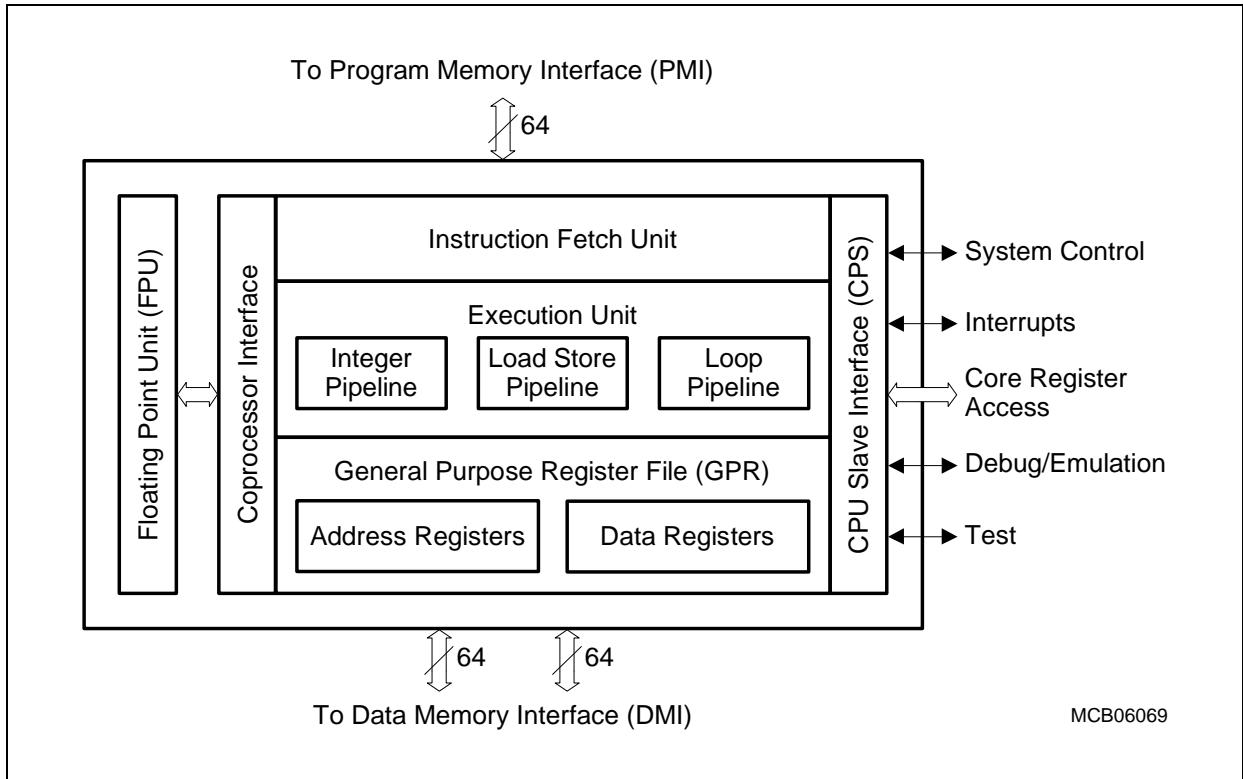 To Program Memory Interface (PMI)
64
Floating Point Unit (FPU)
Coprocessor Interface
Instruction Fetch Unit
Execution Unit
Integer
Pipeline
Load Store
Pipeline
Loop
Pipeline
General Purpose Register File (GPR)
Address Registers
Data Registers
CPU Slave Interface (CPS)
System Control
Interrupts
Core Register
Access
Debug/Emulation
Test
64
64
To Data Memory Interface (DMI)
MCB06069